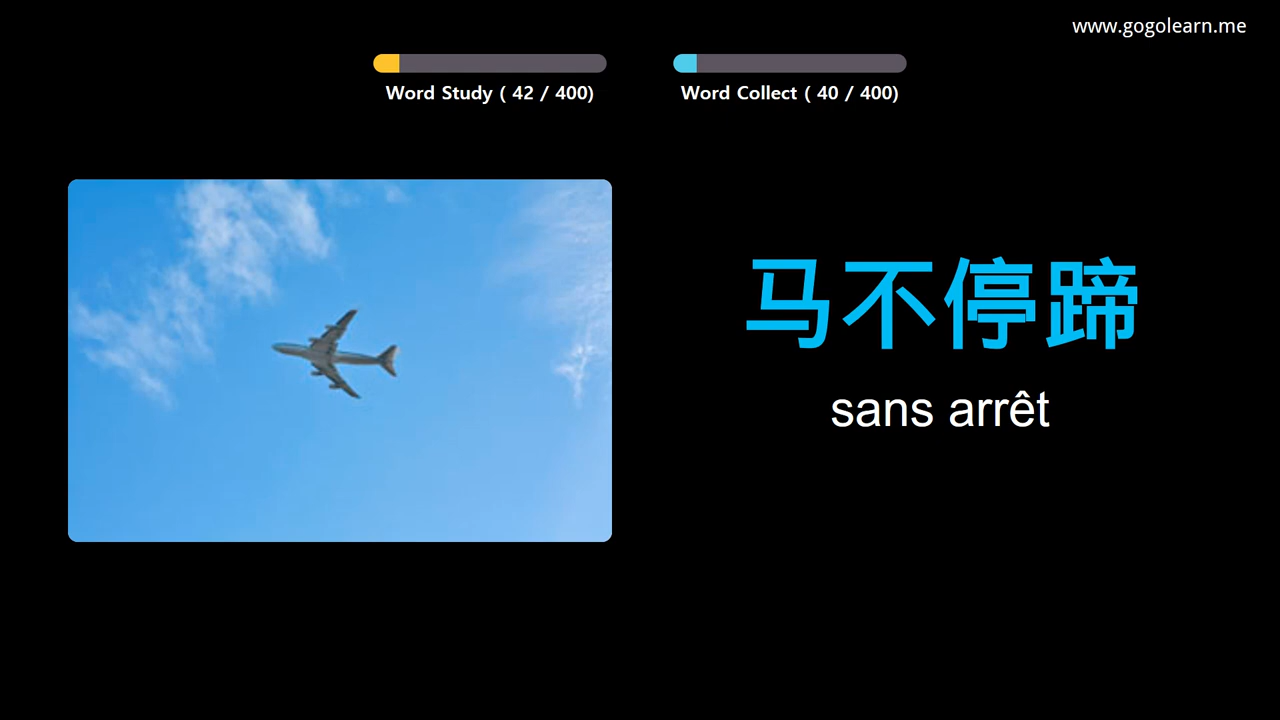 www.gogolearn.me
Word Study ( 42 / 400)
Word Collect ( 40 / 400)
马不停蹄
sans arrêt